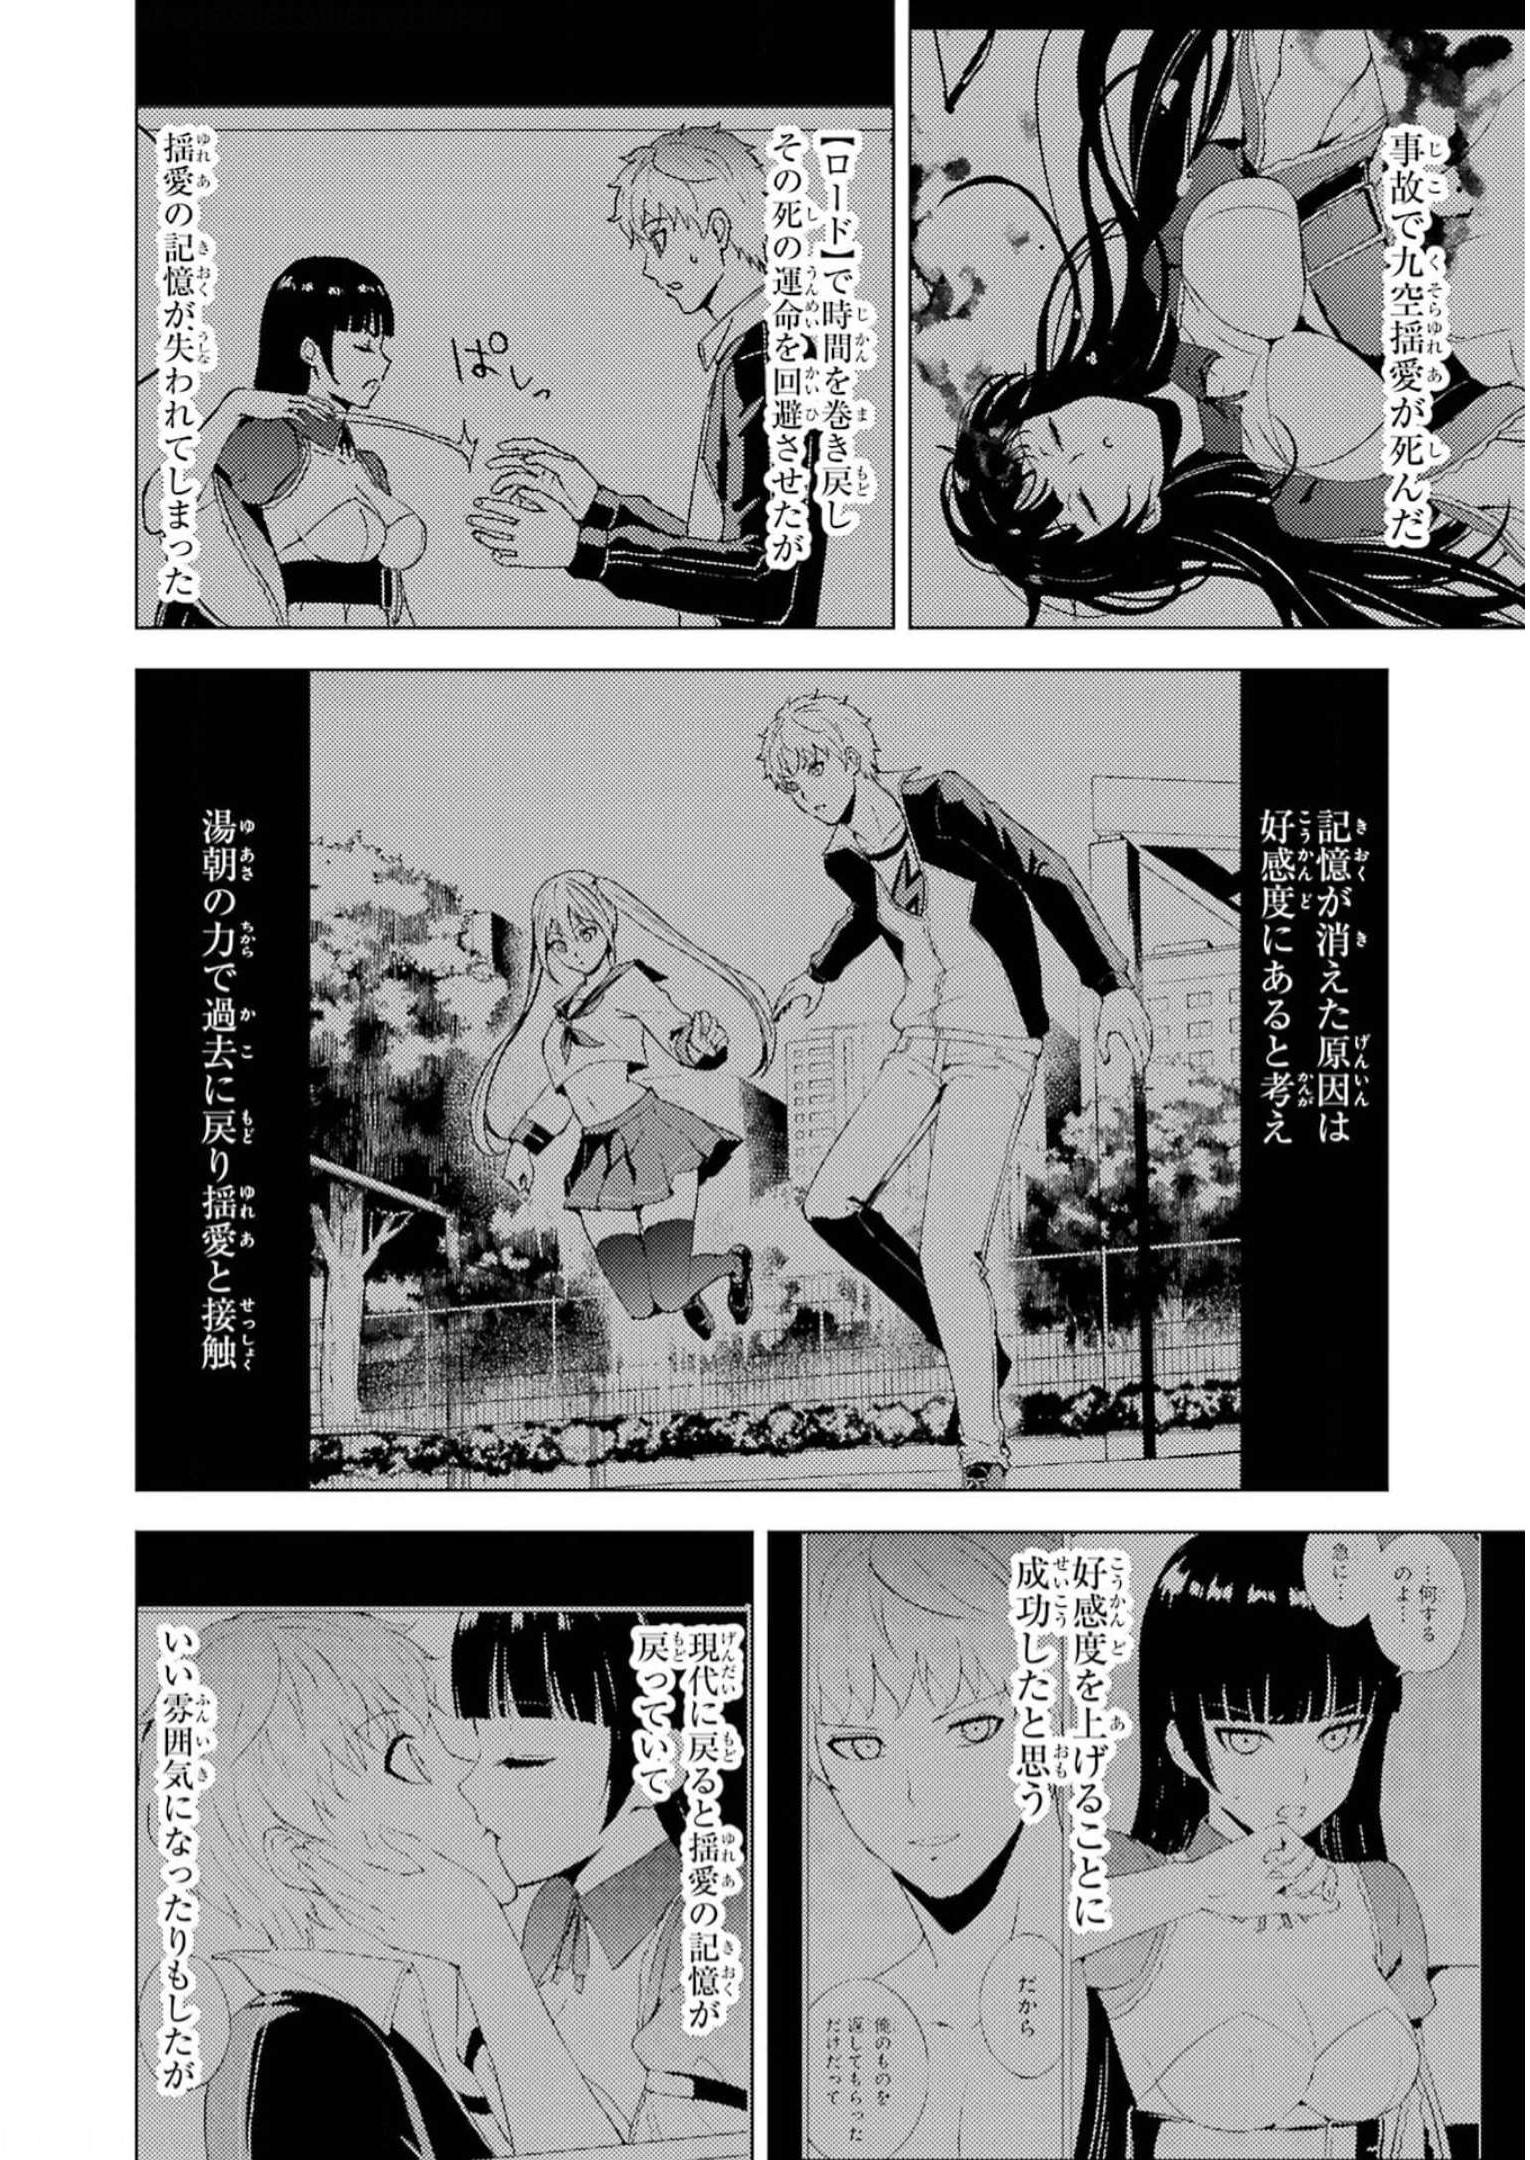 事故で九空揺愛が死んだ
【ロード】で時間を巻き戻し
その死の運命を回避させたが
ぱしっ
揺愛の記憶が失われてしまった
記憶が消えた原因は
好感度にあると考え
湯朝の力で過去に戻り揺愛と接触
…何する
のよ…
急に…
好感度を上げることに
成功したと思う
だから
俺のものを
返してもらった
だけだって
現代に戻ると揺愛の記憶が
戻っていて
いい雰囲気になったりもしたが